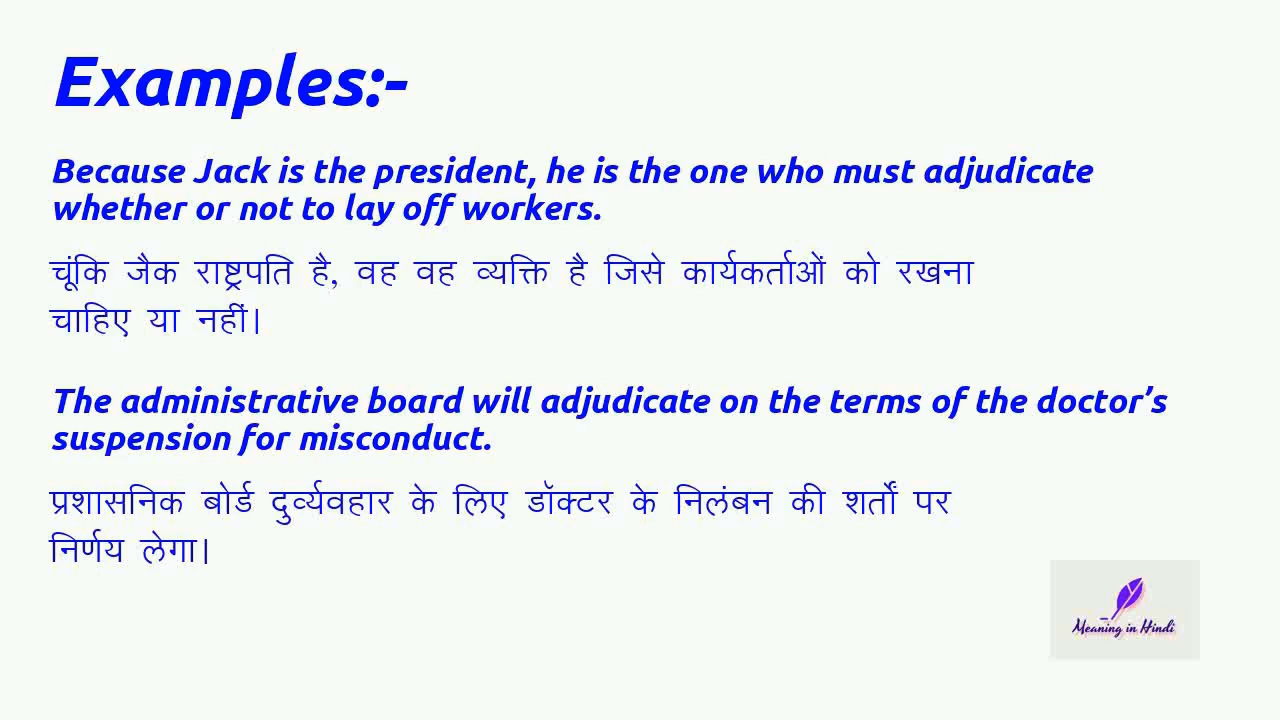 Examples:-
Because Jack is the president, he is the one who must adjudicate
whether or not to lay off workers.
चूंकि जैक राष्ट्रपति है, वह वह व्यक्ति है जिसे कार्यकर्ताओं को रखना
चाहिए या नहीं।
The administrative board will adjudicate on the terms of the doctor’s
suspension for misconduct.
प्रशासनिक बोर्ड दुर्व्यवहार के लिए डॉक्टर के निलंबन की शर्तों पर
निर्णय लेगा।
Meaning in Hindi